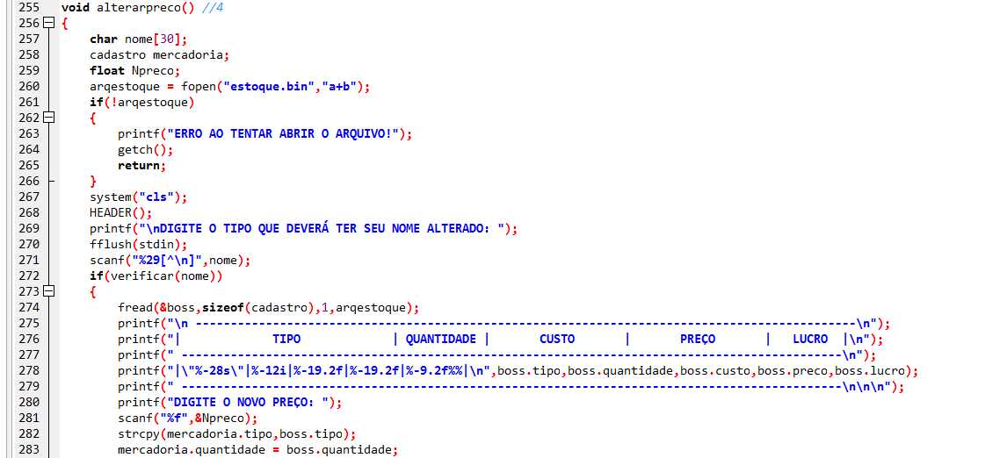 255 void alterarpreco() //4
256 {
257 char nome[30];
258 cadastro mercadoria;
259 float Npreco;
260 arqestoque = fopen("estoque.bin","a+b");
261 if(!arqestoque)
262 {
263 printf("ERRO AO TENTAR ABRIR O ARQUIVO!");
264 getch();
265 return;
266 }
267 system("cls");
268 HEADER();
269 printf("\nDIGITE O TIPO QUE DEVERÁ TER SEU NOME ALTERADO: ");
270 fflush(stdin);
271 scanf("%29[^\n]",nome);
272 if(verificar(nome))
273 {
274 fread(&boss,sizeof(cadastro),1,arqestoque);
275 printf("\n ----------------------------------------------------------------------------------------------\n");
276 printf("|             TIPO             | QUANTIDADE |       CUSTO       |       PREÇO       |   LUCRO  |\n");
277 printf(" ----------------------------------------------------------------------------------------------\n");
278 printf("|\"%-28s\"|%-12i|%-19.2f|%-19.2f|%-9.2f%%|\n",boss.tipo,boss.quantidade,boss.custo,boss.preco,boss.lucro);
279 printf(" ----------------------------------------------------------------------------------------------\n\n\n");
280 printf("DIGITE O NOVO PREÇO: ");
281 scanf("%f",&Npreco);
282 strcpy(mercadoria.tipo,boss.tipo);
283 mercadoria.quantidade = boss.quantidade;